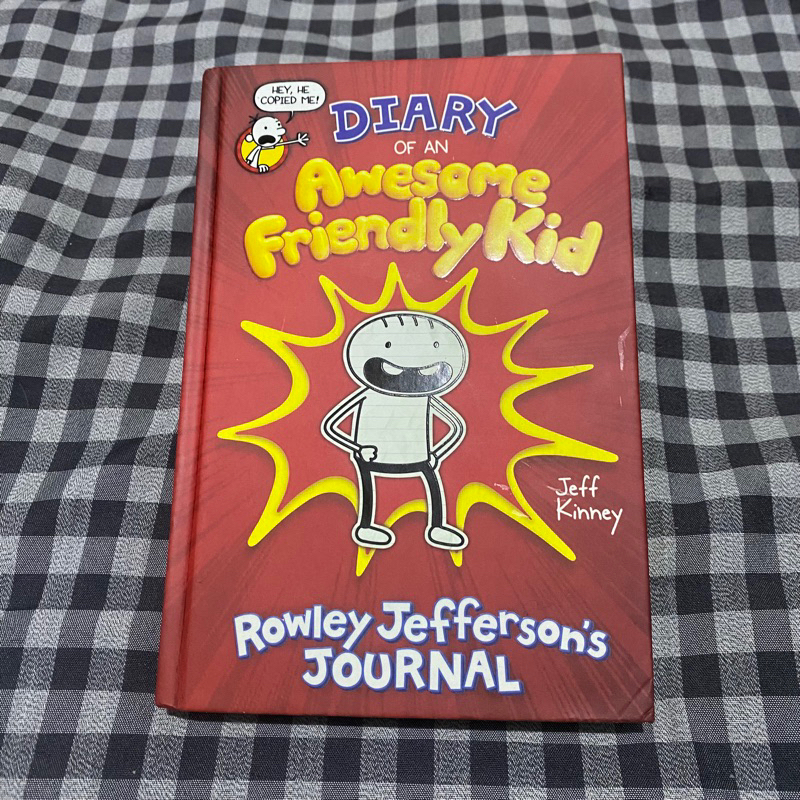 HEY, HE
COPIED ME!
DIARY
OF AN
Awesome
Friendly Kid
Jeff
Kinney
Rowley Jefferson's
JOURNAL